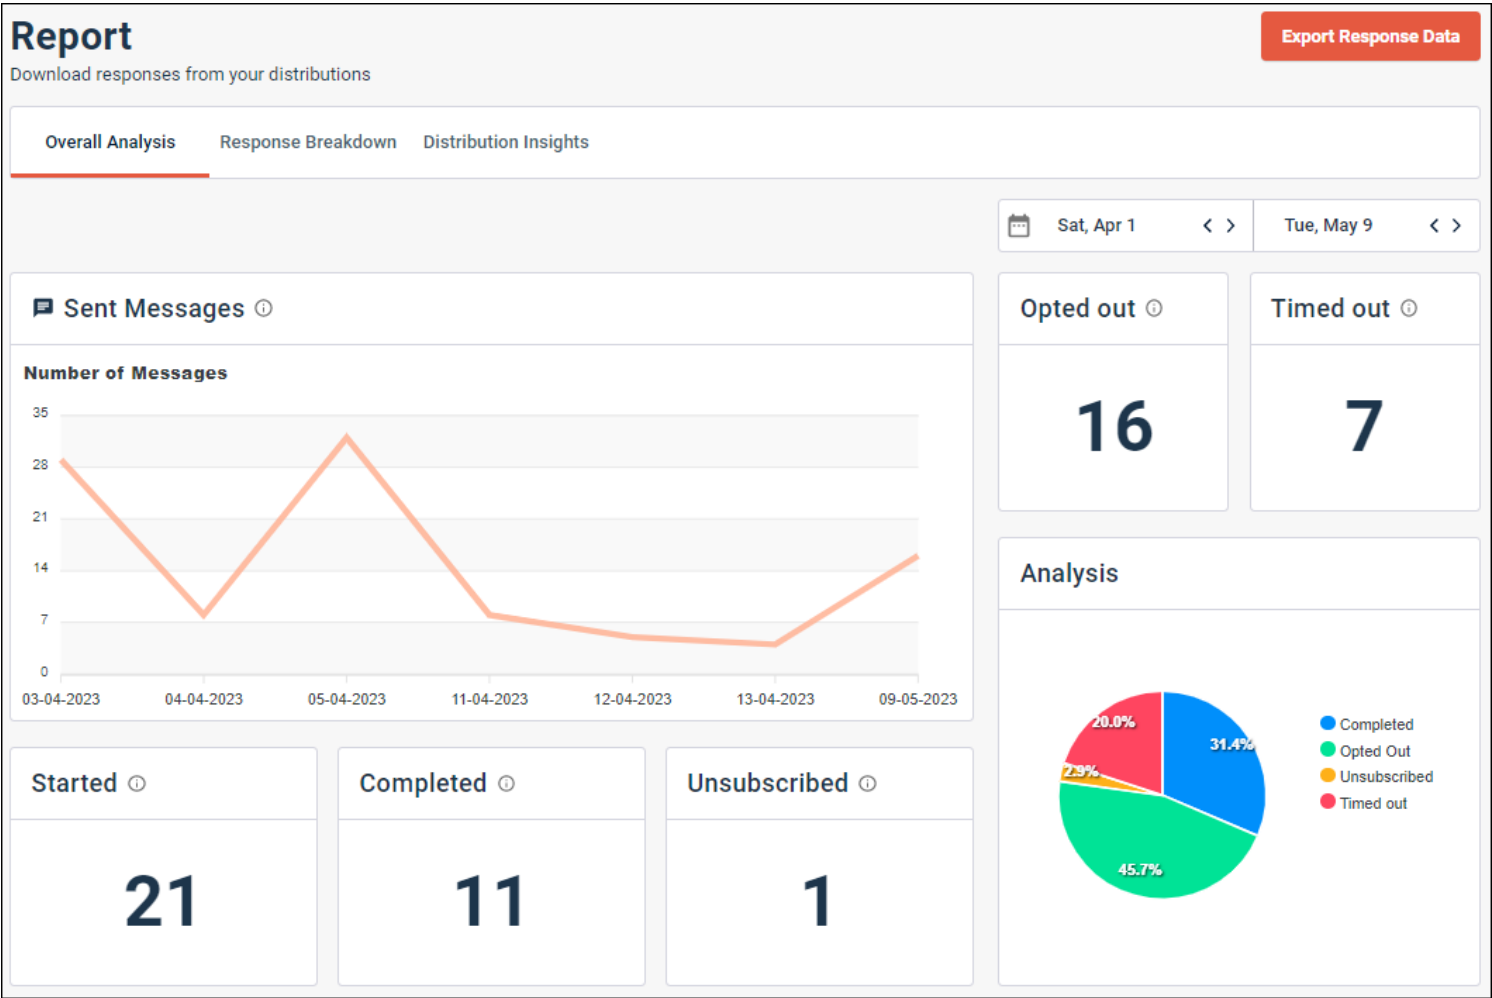 Report
Export Response Data
Download responses from your distributions
Overall Analysis Response Breakdown Distribution Insights
Sat, Apr 1 Tue, May 9
Sent Messages
Number of Messages
35
28
21
14
7
0
03-04-2023 04-04-2023 05-04-2023 11-04-2023 12-04-2023 13-04-2023 09-05-2023
Opted out
16
Timed out
7
Started
21
Completed
11
Unsubscribed
1
Analysis
20.0%
31.4%
2.9%
45.7%
Completed
Opted Out
Unsubscribed
Timed out